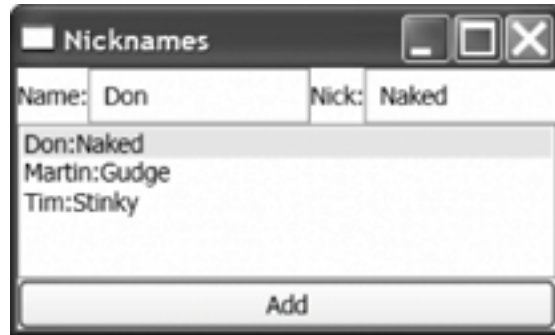 Nicknames
Name: Don Nick: Naked
Don:Naked
Martin:Gudge
Tim:Stinky
Add